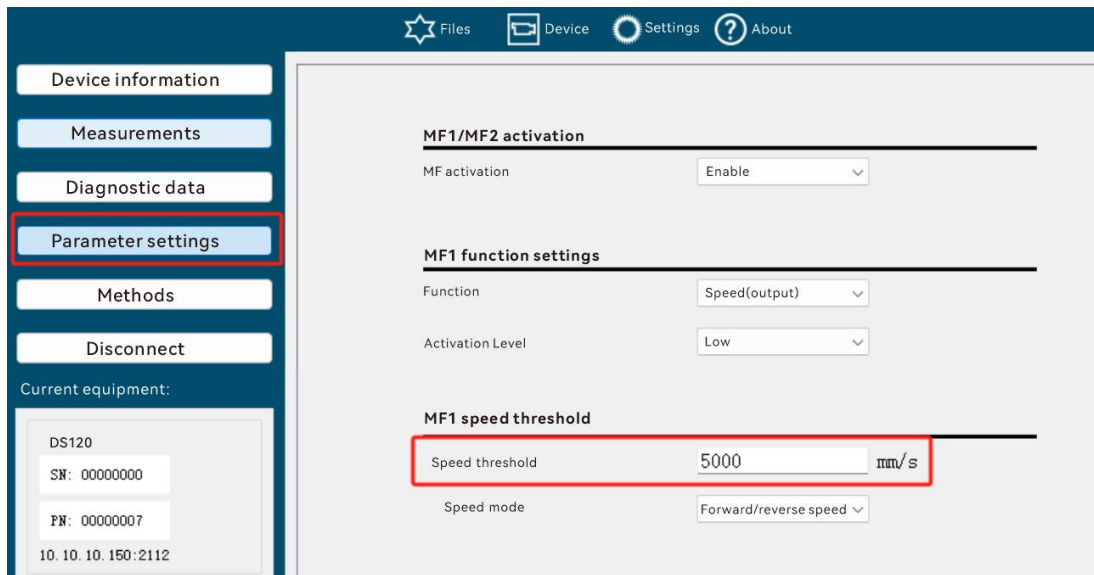 Files Device Settings ? About
Device information
Measurements
Diagnostic data
Parameter settings
Methods
Disconnect
Current equipment:
DS120
SN: 00000000
PN: 00000007
10.10.10.150:2112
MF1/MF2 activation
MF activation Enable
MF1 function settings
Function Speed(output)
Activation Level Low
MF1 speed threshold
Speed threshold 5000 mm/s
Speed mode Forward/reverse speed